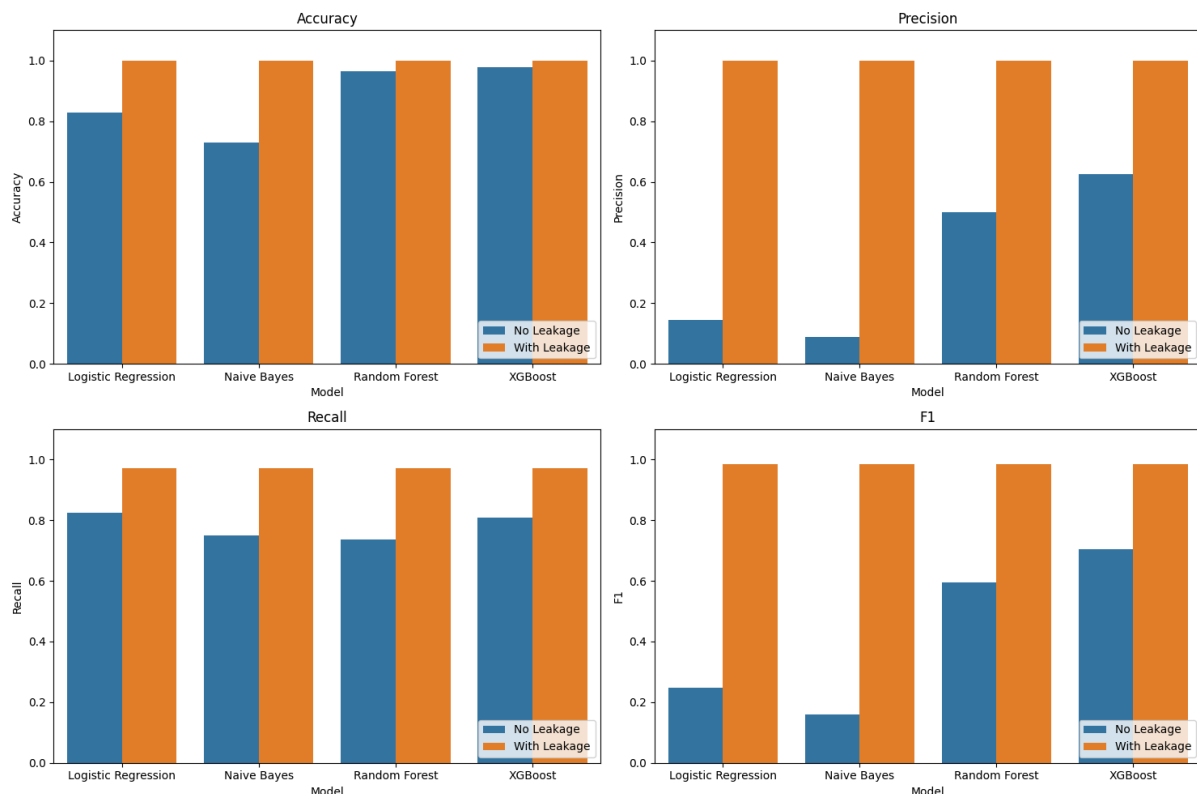 Accuracy
1.0
0.8
0.6
0.4
0.2
0.0
Accuracy
No Leakage
With Leakage
Logistic Regression Naive Bayes Random Forest XGBoost
Model
Precision
1.0
0.8
0.6
0.4
0.2
0.0
Precision
No Leakage
With Leakage
Logistic Regression Naive Bayes Random Forest XGBoost
Model
Recall
1.0
0.8
0.6
0.4
0.2
0.0
Recall
No Leakage
With Leakage
Logistic Regression Naive Bayes Random Forest XGBoost
Model
F1
1.0
0.8
0.6
0.4
0.2
0.0
F1
No Leakage
With Leakage
Logistic Regression Naive Bayes Random Forest XGBoost
Model